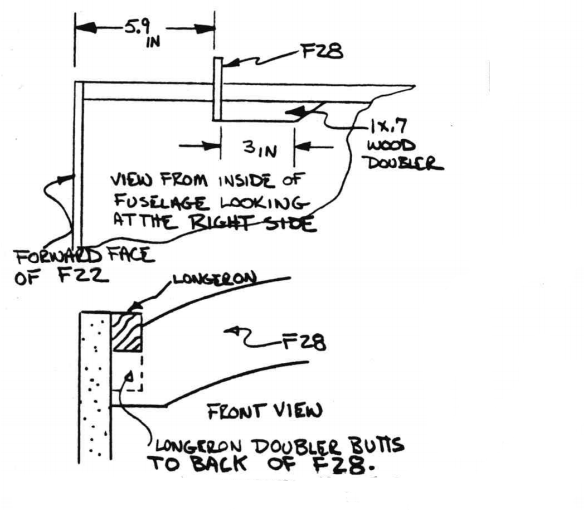 5.9
IN
F28
1X.7
WOOD
DOUBLER
3 IN
VIEW FROM INSIDE OF
FUSELAGE LOOKING
AT THE RIGHT SIDE
FORWARD FACE
OF F22
LONGERON
F28
FRONT VIEW
LONGERON DOUBLER BUTTS
TO BACK OF F28.